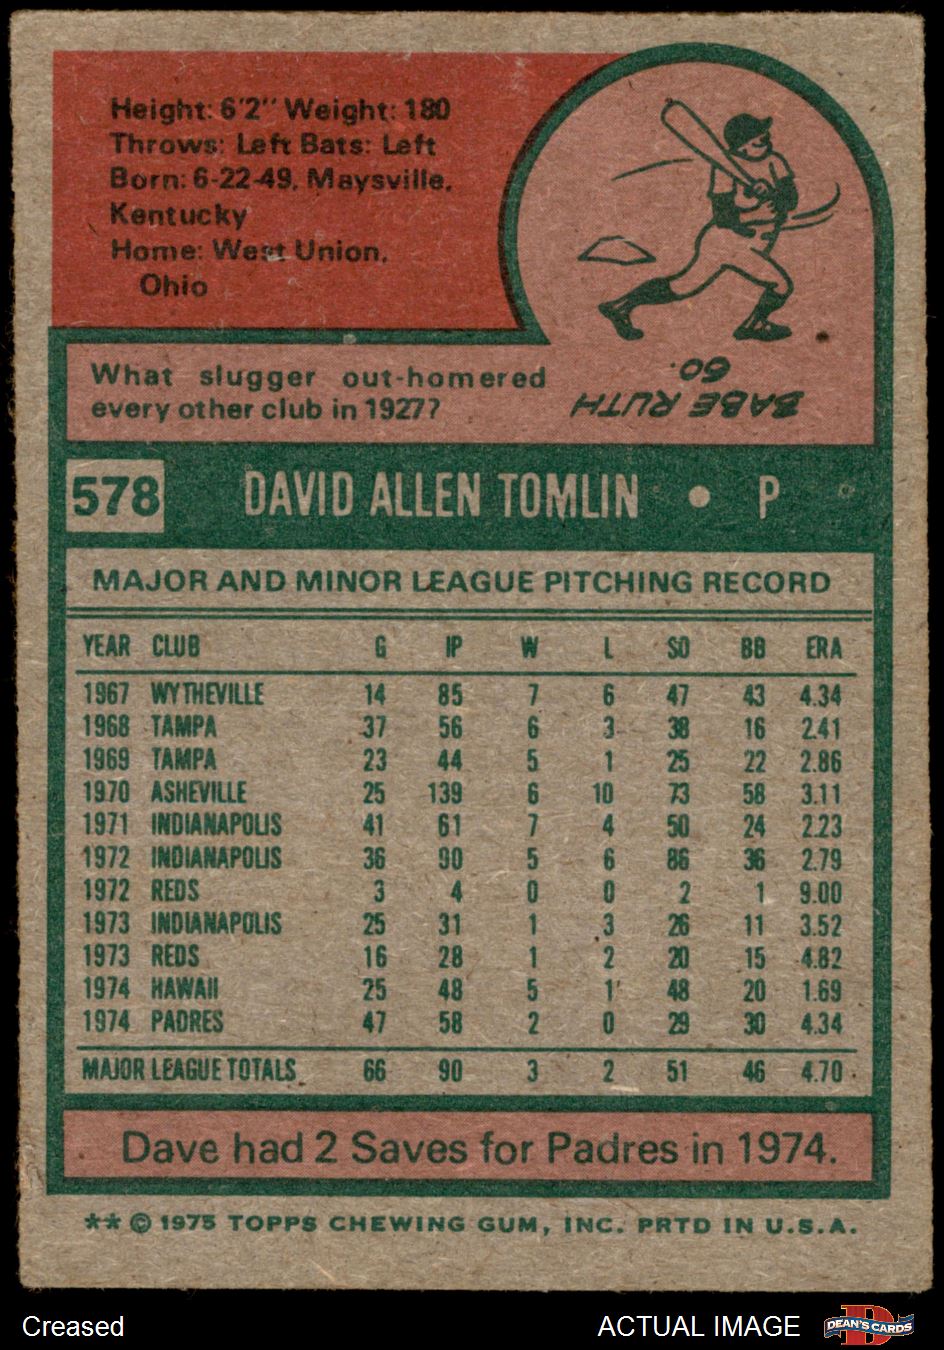 Height: 6'2" Weight: 180
Throws: Left Bats: Left
Born: 6-22-49, Maysville,
Kentucky
Home: West Union,
Ohio
What slugger out-homered
every other club in 1927?
BABE RUTH
60.
578 DAVID ALLEN TOMLIN • P
MAJOR AND MINOR LEAGUE PITCHING RECORD
YEAR CLUB G IP W L SO BB ERA
1967 WYTHEVILLE 14 85 7 6 47 43 4.34
1968 TAMPA 37 56 6 3 38 16 2.41
1969 TAMPA 23 44 5 1 25 22 2.86
1970 ASHEVILLE 25 139 6 10 73 58 3.11
1971 INDIANAPOLIS 41 61 7 4 50 24 2.23
1972 INDIANAPOLIS 36 90 5 6 86 36 2.79
1972 REDS 3 4 0 0 2 1 9.00
1973 INDIANAPOLIS 25 31 1 3 26 11 3.52
1973 REDS 16 28 1 2 20 15 4.82
1974 HAWAII 25 48 5 1 48 20 1.69
1974 PADRES 47 58 2 0 29 30 4.34
MAJOR LEAGUE TOTALS 66 90 3 2 51 46 4.70
Dave had 2 Saves for Padres in 1974.
** © 1975 TOPPS CHEWING GUM, INC. PRTD IN U.S.A.
Creased
ACTUAL IMAGE
D
DEAN'S CARDS